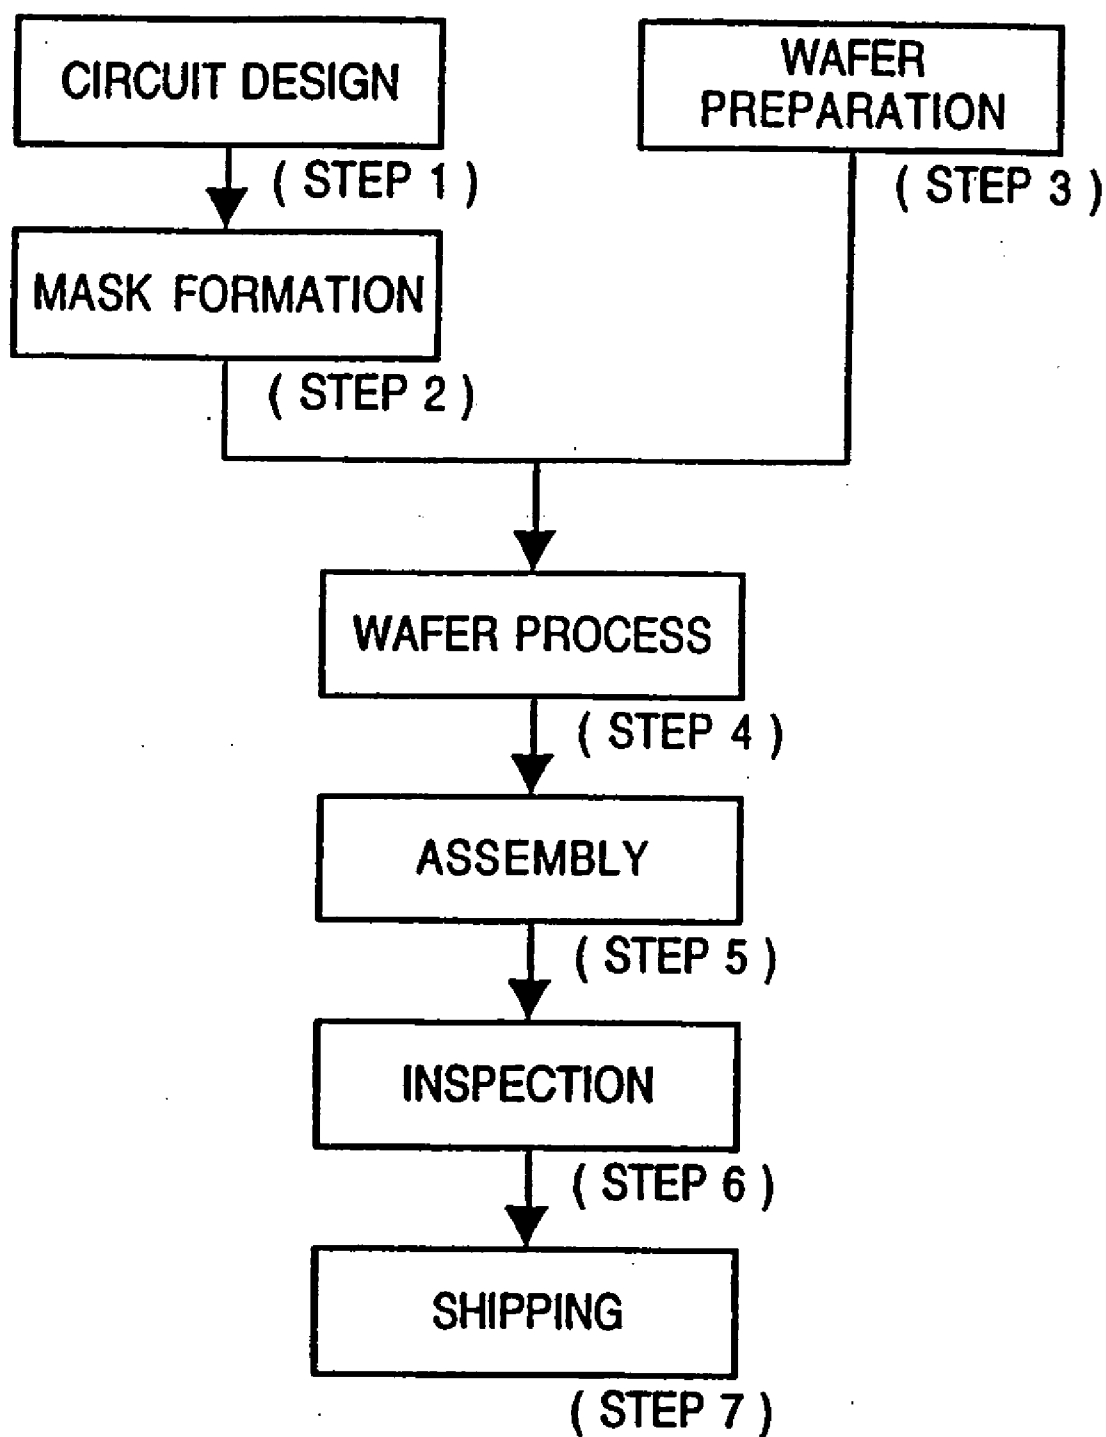 CIRCUIT DESIGN
( STEP 1 )
MASK FORMATION
( STEP 2 )
WAFER
PREPARATION
( STEP 3 )
WAFER PROCESS
( STEP 4 )
ASSEMBLY
( STEP 5 )
INSPECTION
( STEP 6 )
SHIPPING
( STEP 7 )